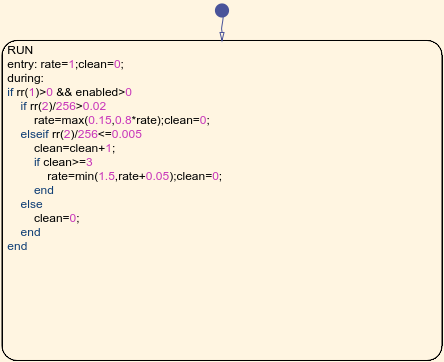 RUN
entry: rate=1;clean=0;
during:
if rr(1)>0 && enabled>0
if rr(2)/256>0.02
rate=max(0.15,0.8*rate);clean=0;
elseif rr(2)/256<=0.005
clean=clean+1;
if clean>=3
rate=min(1.5,rate+0.05);clean=0;
end
else
clean=0;
end
end